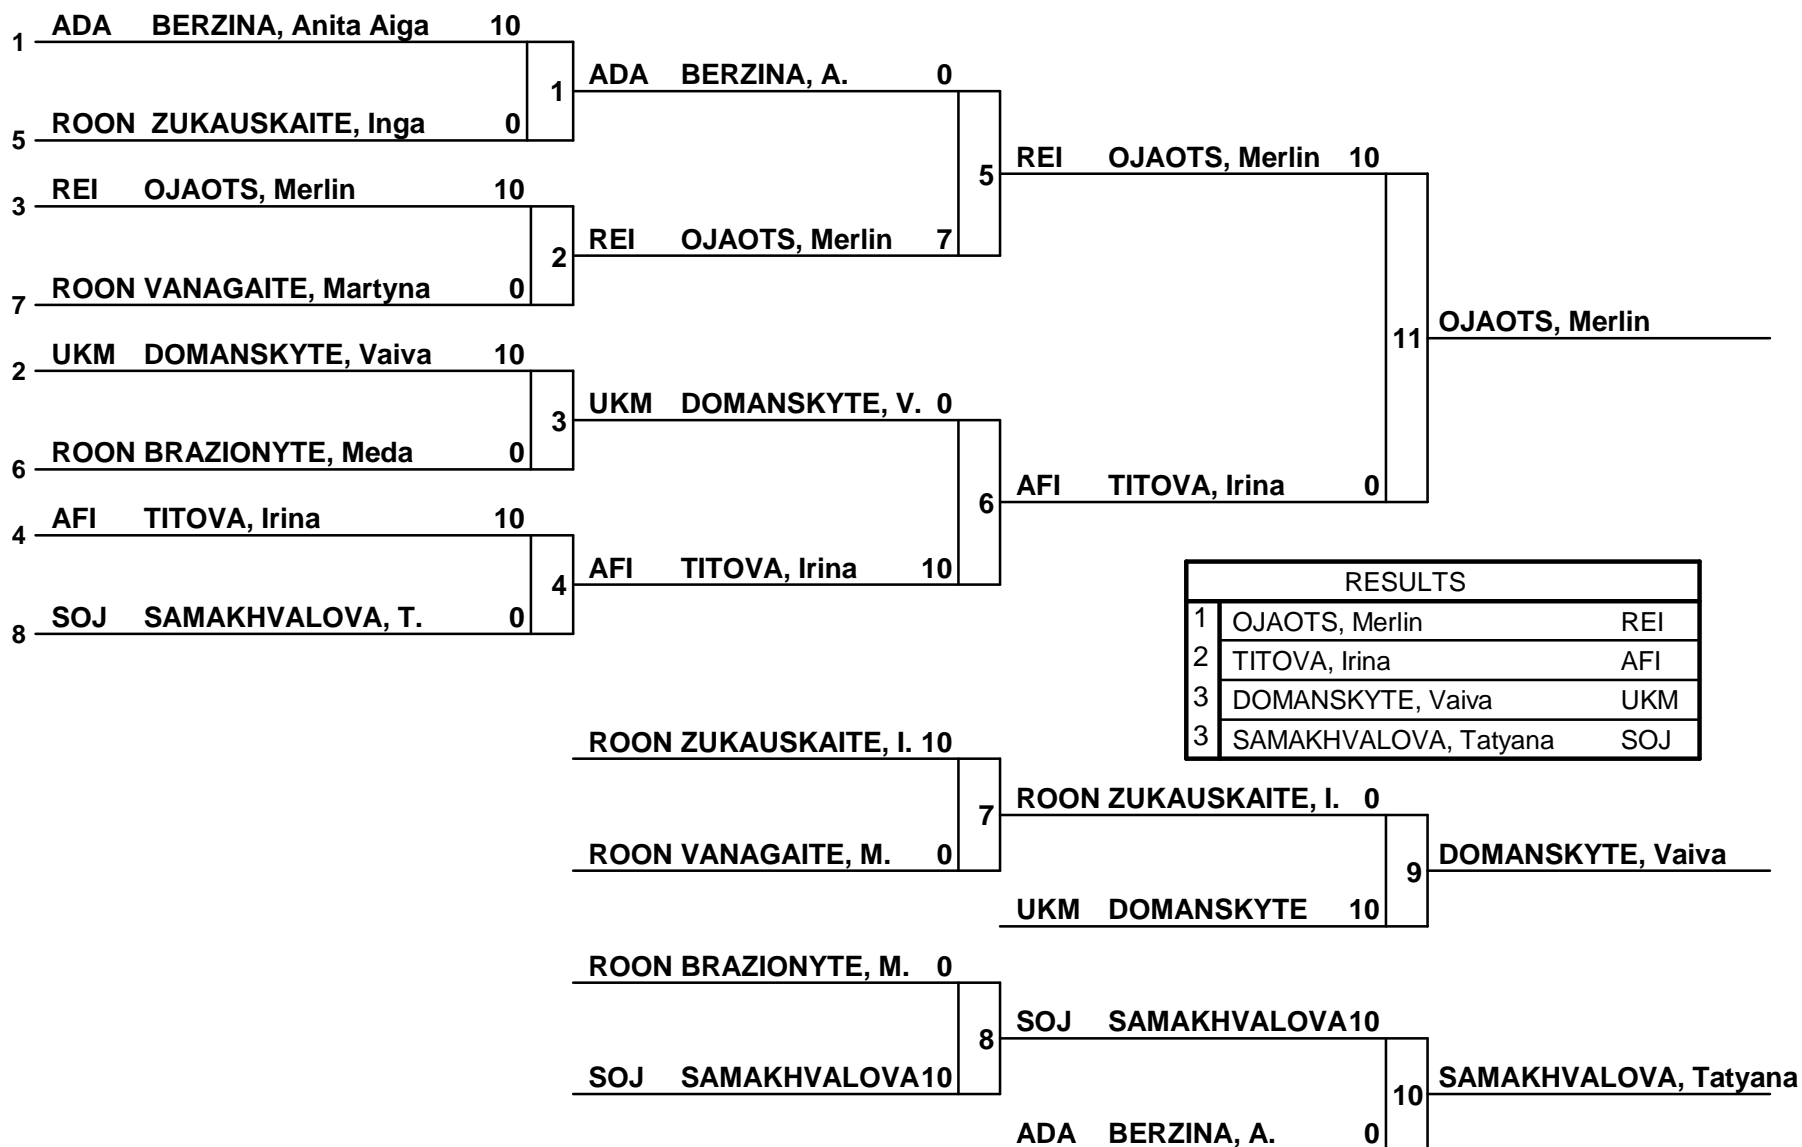 1 ADA BERZINA, Anita Aiga 10
1
5 ROON ZUKAUSKAITE, Inga 0
ADA BERZINA, A. 0
3 REI OJAOTS, Merlin 10
2
7 ROON VANAGAITE, Martyna 0
REI OJAOTS, Merlin 7
5
REI OJAOTS, Merlin 10
2 UKM DOMANSKYTE, Vaiva 10
3
6 ROON BRAZIONYTE, Meda 0
UKM DOMANSKYTE, V. 0
4 AFI TITOVA, Irina 10
4
8 SOJ SAMAKHVALOVA, T. 0
AFI TITOVA, Irina 10
6
AFI TITOVA, Irina 0
11
OJAOTS, Merlin
RESULTS
1 OJAOTS, Merlin REI
2 TITOVA, Irina AFI
3 DOMANSKYTE, Vaiva UKM
3 SAMAKHVALOVA, Tatyana SOJ
ROON ZUKAUSKAITE, I. 10
7
ROON VANAGAITE, M. 0
ROON ZUKAUSKAITE, I. 0
9
UKM DOMANSKYTE 10
DOMANSKYTE, Vaiva
ROON BRAZIONYTE, M. 0
8
SOJ SAMAKHVALOVA 10
SOJ SAMAKHVALOVA 10
10
ADA BERZINA, A. 0
SAMAKHVALOVA, Tatyana